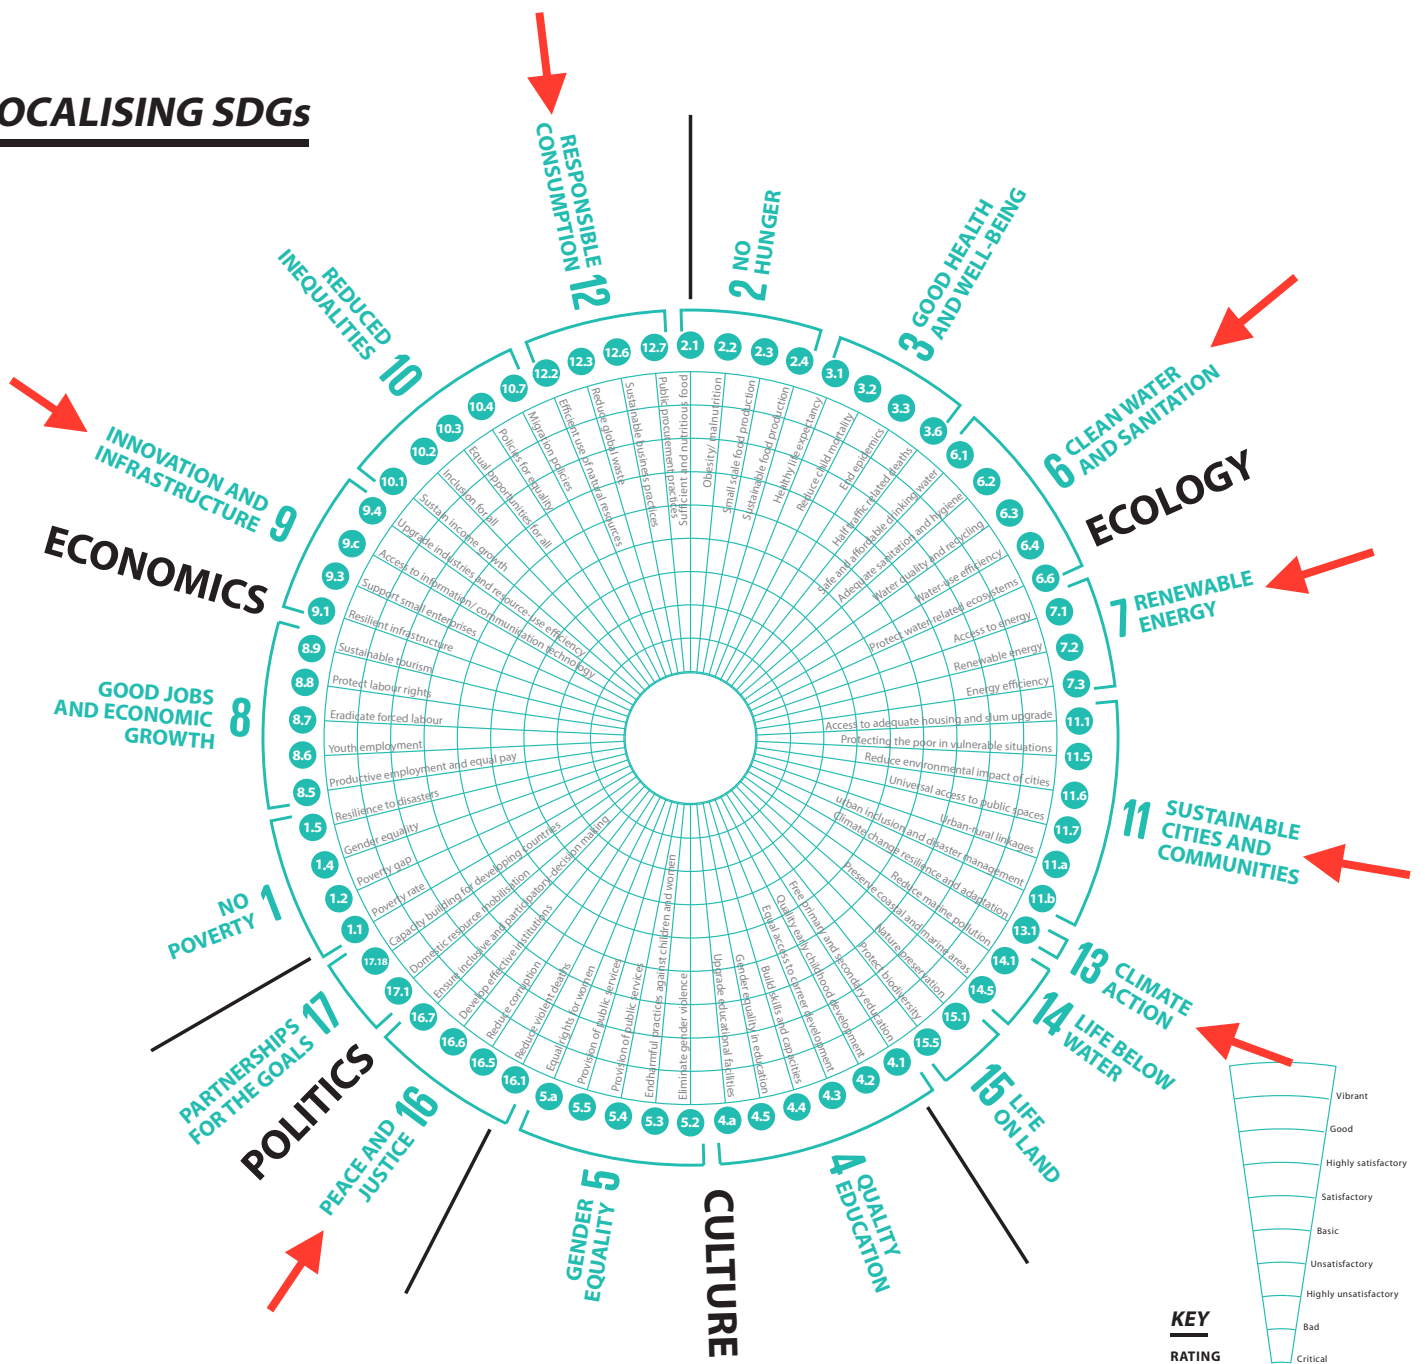 OCALISING SDGs
RESPONSIBLE
CONSUMPTION 12
2 NO
HUNGER
3 GOOD HEALTH
AND WELL-BEING
6 CLEAN WATER
AND SANITATION
ECOLOGY
7 RENEWABLE
ENERGY
11 SUSTAINABLE
CITIES AND
COMMUNITIES
13 CLIMATE
ACTION
14 LIFE BELOW
WATER
15 LIFE
ON LAND
4 QUALITY
EDUCATION
CULTURE
GENDER
EQUALITY 5
PEACE AND
JUSTICE 16
POLITICS
PARTNERSHIPS
FOR THE GOALS 17
NO
POVERTY 1
GOOD JOBS
AND ECONOMIC
GROWTH
8
ECONOMICS
INNOVATION AND
INFRASTRUCTURE 9
REDUCED
INEQUALITIES 10
2.1
2.2
2.3
2.4
3.1
3.2
3.3
3.6
6.1
6.2
6.3
6.4
6.6
7.1
7.2
7.3
11.1
11.5
11.6
11.7
11.a
11.b
13.1
14.1
14.5
15.1
15.5
4.1
4.2
4.3
4.4
4.5
4.a
5.2
5.3
5.4
5.5
5.a
16.1
16.5
16.6
16.7
17.1
17.18
1.1
1.2
1.4
1.5
8.5
8.6
8.7
8.8
8.9
9.1
9.3
9.c
9.4
10.1
10.2
10.3
10.4
10.7
12.2
12.3
12.6
12.7
Sufficient and nutritious food
Obesity/ malnutrition
Small scale food production
Sustainable food production
Healthy life expectancy
Reduce child mortality
End epidemics
Half traffic related deaths
Safe and affordable drinking water
Adequate sanitation and hygiene
Water quality and recycling
Water-use efficiency
Protect water-related ecosystems
Access to energy
Renewable energy
Energy efficiency
Access to adequate housing and slum upgrade
Protecting the poor in vulnerable situations
Reduce environmental impact of cities
Universal access to public spaces
Urban-rural linkages
urban inclusion and disaster management
Climate change resilience and adaptation
Reduce marine pollution
Preserve coastal and marine areas
Nature preservation
Protect biodiversity
Free primary and secondary education
Quality early childhood development
Equal access to carreer development
Build skills and capacities
Gender equality in education
Upgrade educational facilities
Eliminate gender violence
Endharmful practices against children and women
Provision of public services
Provision of public services
Equal rights for women
Reduce violent deaths
Reduce corruption
Develop effective institutions
Ensure inclusive and participatory decision making
Domestic resource mobilisation
Capacity building for developing countries
Poverty rate
Poverty gap
Gender equality
Resilience to disasters
Productive employment and equal pay
Youth employment
Eradicate forced labour
Protect labour rights
Sustainable tourism
Resilient infrastructure
Support small enterprises
Access to information/ communication technology
Upgrade industries and resource-use efficiency
Sustain income growth
Inclusion for all
Equal opportunities for all
Policies for equality
Migration policies
Efficient use of natural resources
Reduce global waste
Sustainable business practices
Public procurement practices
Vibrant
Good
Highly satisfactory
Satisfactory
Basic
Unsatisfactory
Highly unsatisfactory
Bad
Critical
KEY
RATING